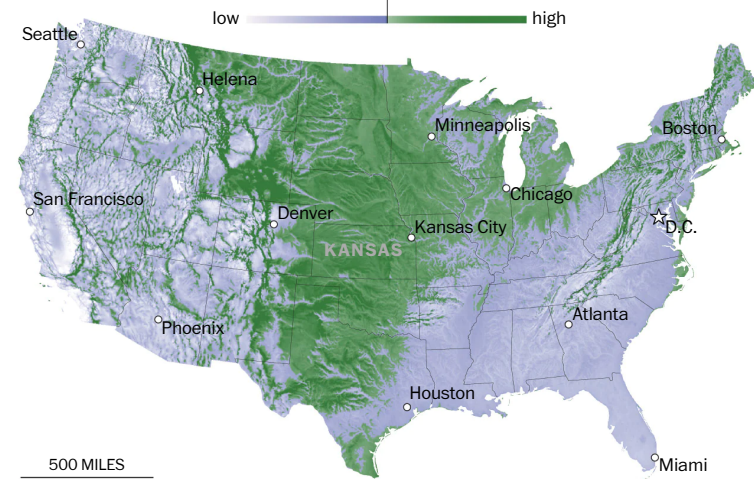 low high
Seattle
Helena
Minneapolis
Boston
San Francisco
Chicago
Denver
Kansas City
D.C.
KANSAS
Atlanta
Phoenix
Houston
500 MILES
Miami